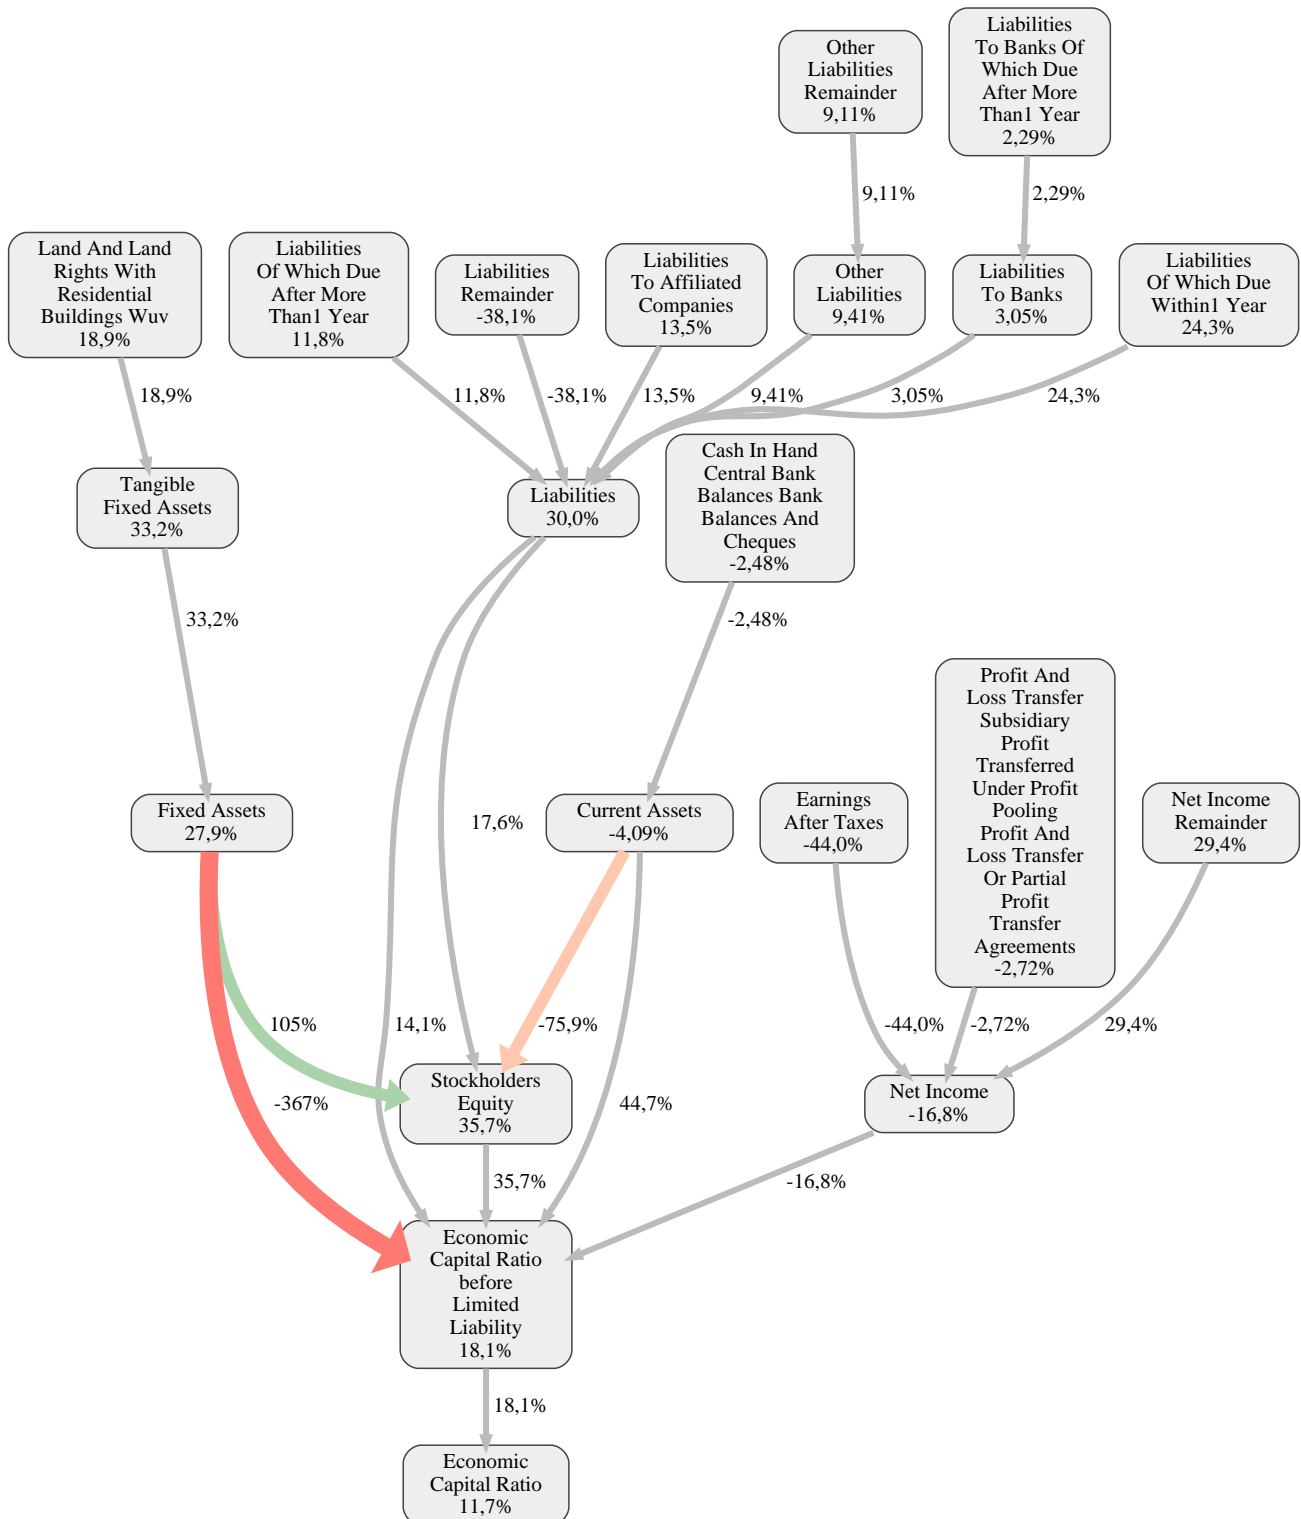 Other
Liabilities
Remainder
9,11%
Liabilities
To Banks Of
Which Due
After More
Than1 Year
2,29%
9,11%
2,29%
Land And Land
Rights With
Residential
Buildings Wuv
18,9%
Liabilities
Of Which Due
After More
Than1 Year
11,8%
Liabilities
Remainder
-38,1%
Liabilities
To Affiliated
Companies
13,5%
Other
Liabilities
9,41%
Liabilities
To Banks
3,05%
Liabilities
Of Which Due
Within1 Year
24,3%
18,9%
11,8%
-38,1%
13,5%
9,41%
3,05%
24,3%
Tangible
Fixed Assets
33,2%
Liabilities
30,0%
Cash In Hand
Central Bank
Balances Bank
Balances And
Cheques
-2,48%
33,2%
-2,48%
Profit And
Loss Transfer
Subsidiary
Profit
Transferred
Under Profit
Pooling
Profit And
Loss Transfer
Or Partial
Profit
Transfer
Agreements
-2,72%
Fixed Assets
27,9%
17,6%
Current Assets
-4,09%
Earnings
After Taxes
-44,0%
Net Income
Remainder
29,4%
105%
14,1%
-75,9%
-44,0%
-2,72%
29,4%
-367%
Stockholders
Equity
35,7%
44,7%
Net Income
-16,8%
35,7%
-16,8%
Economic
Capital Ratio
before
Limited
Liability
18,1%
18,1%
Economic
Capital Ratio
11,7%